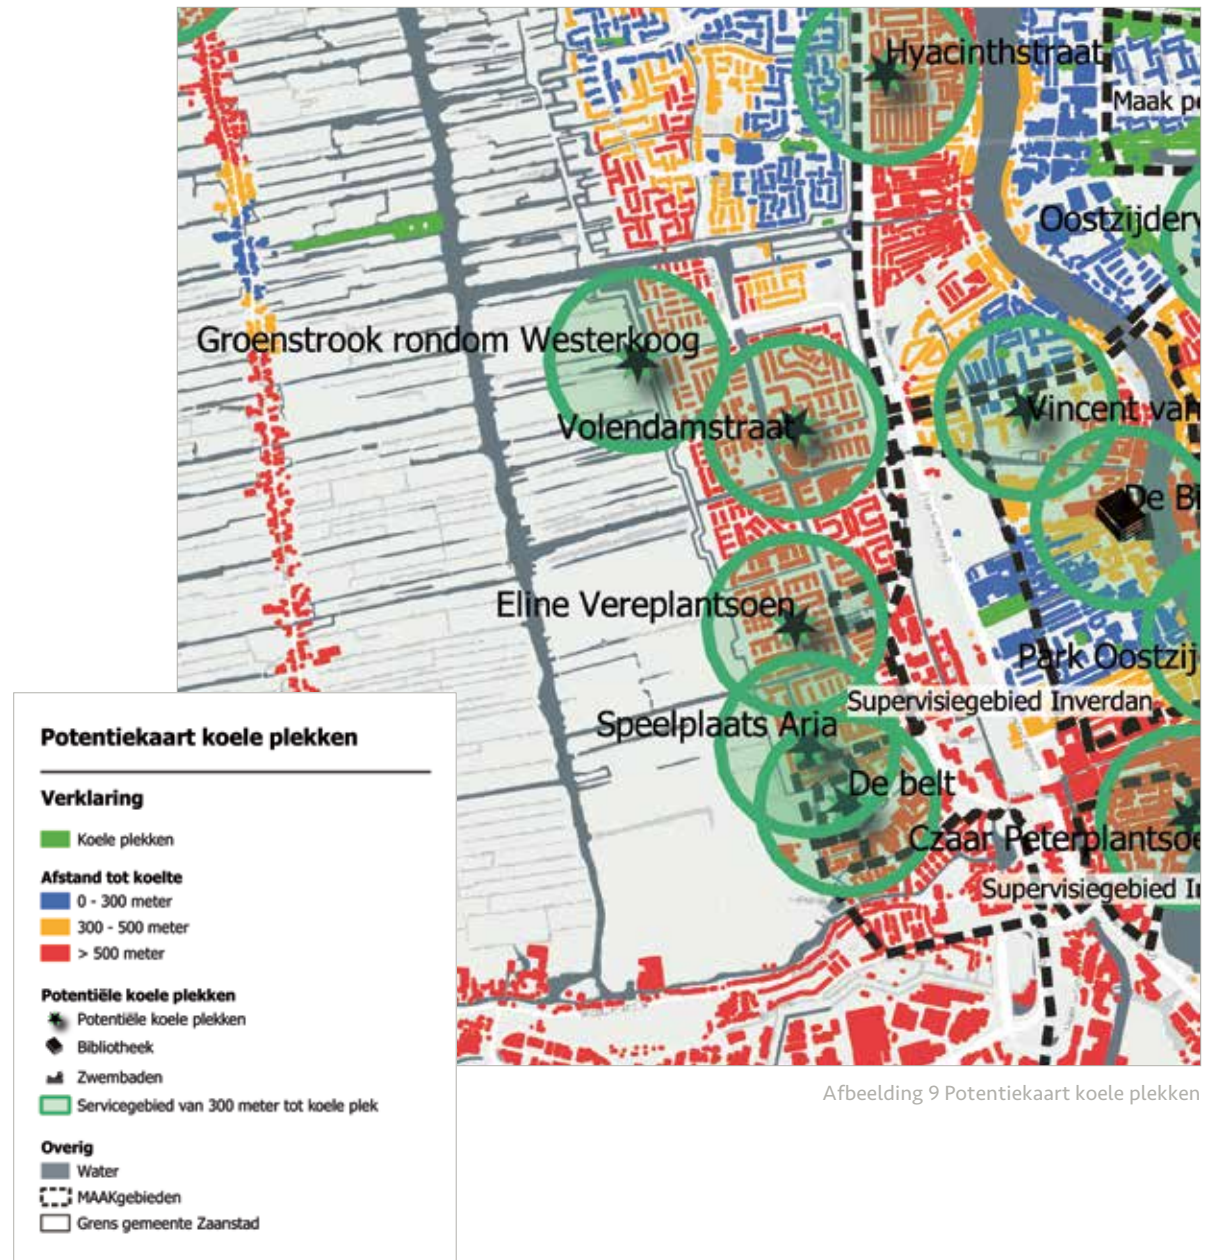 Hyacinthstraat
Maak p
Oostzijderv
Groenstrook rondom Westerkoog
Volendamstraat
Vincent van
De Bi
Eline Vereplantsoen
Park Oostzij
Supervisiegebied Inverdan
Speelplaats Aria
De belt
Czaar Peterplantsoe
Supervisiegebied I
Potentiekaart koele plekken
Verklaring
Koele plekken
Afstand tot koelte
0 - 300 meter
300 - 500 meter
> 500 meter
Potentiële koele plekken
Potentiële koele plekken
Bibliotheek
Zwembaden
Servicegebied van 300 meter tot koele plek
Overig
Water
MAAKgebieden
Grens gemeente Zaanstad
Afbeelding 9 Potentiekaart koele plekken